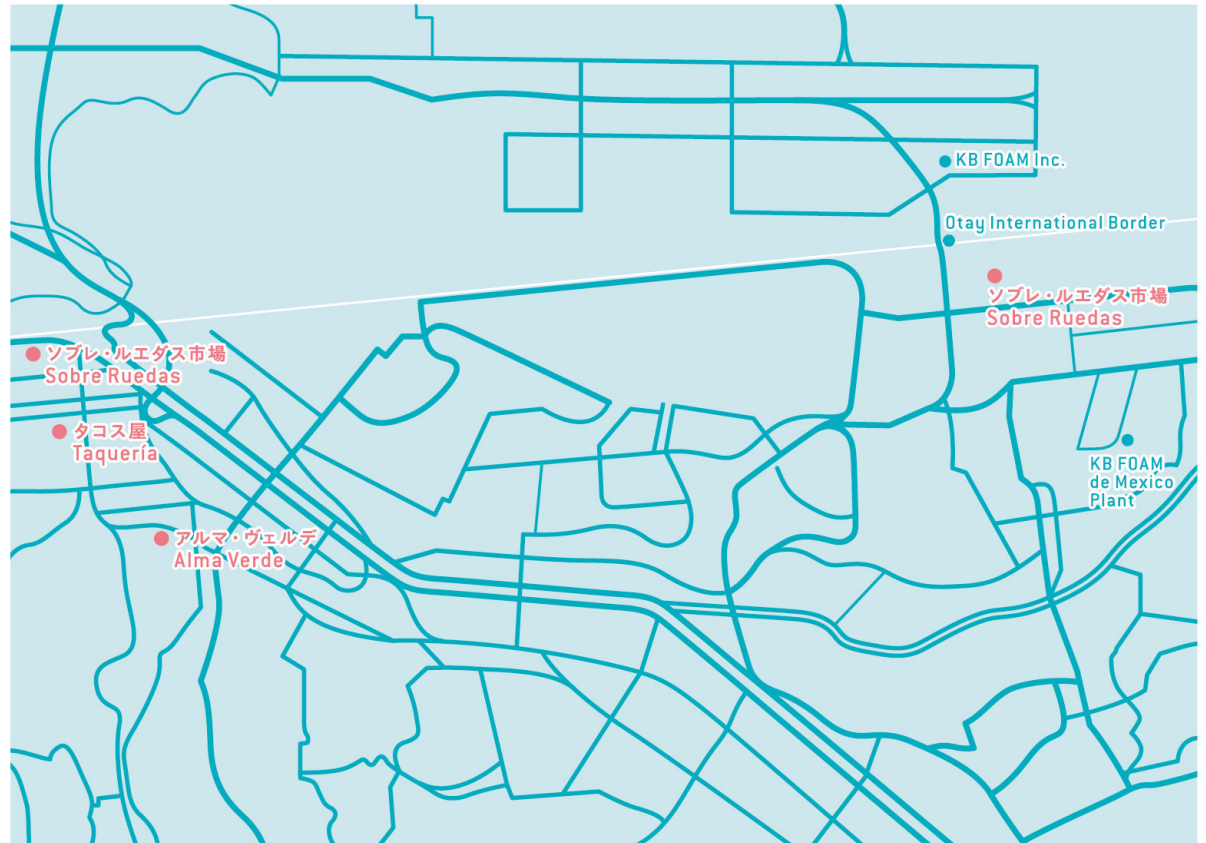 KB FOAM Inc.
Otay International Border
ソブレ・ルエダス市場
Sobre Ruedas
ソブレ・ルエダス市場
Sobre Ruedas
タコス屋
Taquería
KB FOAM
de Mexico
Plant
アルマ・ヴェルデ
Alma Verde